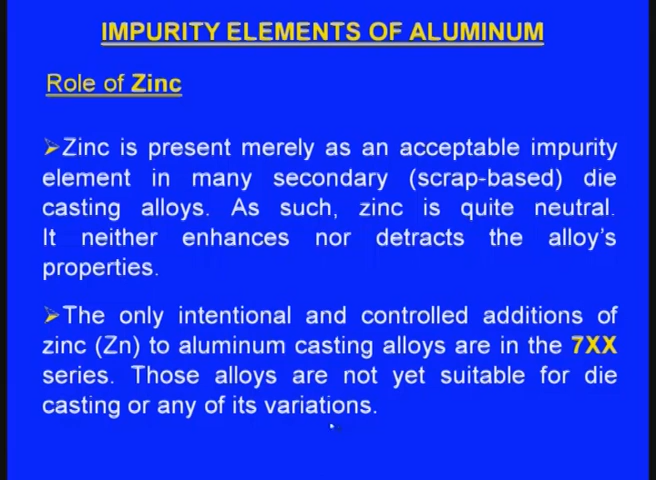 IMPURITY ELEMENTS OF ALUMINUM
Role of Zinc
➢Zinc is present merely as an acceptable impurity
element in many secondary (scrap-based) die
casting alloys. As such, zinc is quite neutral.
It neither enhances nor detracts the alloy's
properties.
➢The only intentional and controlled additions of
zinc (Zn) to aluminum casting alloys are in the 7XX
series. Those alloys are not yet suitable for die
casting or any of its variations.